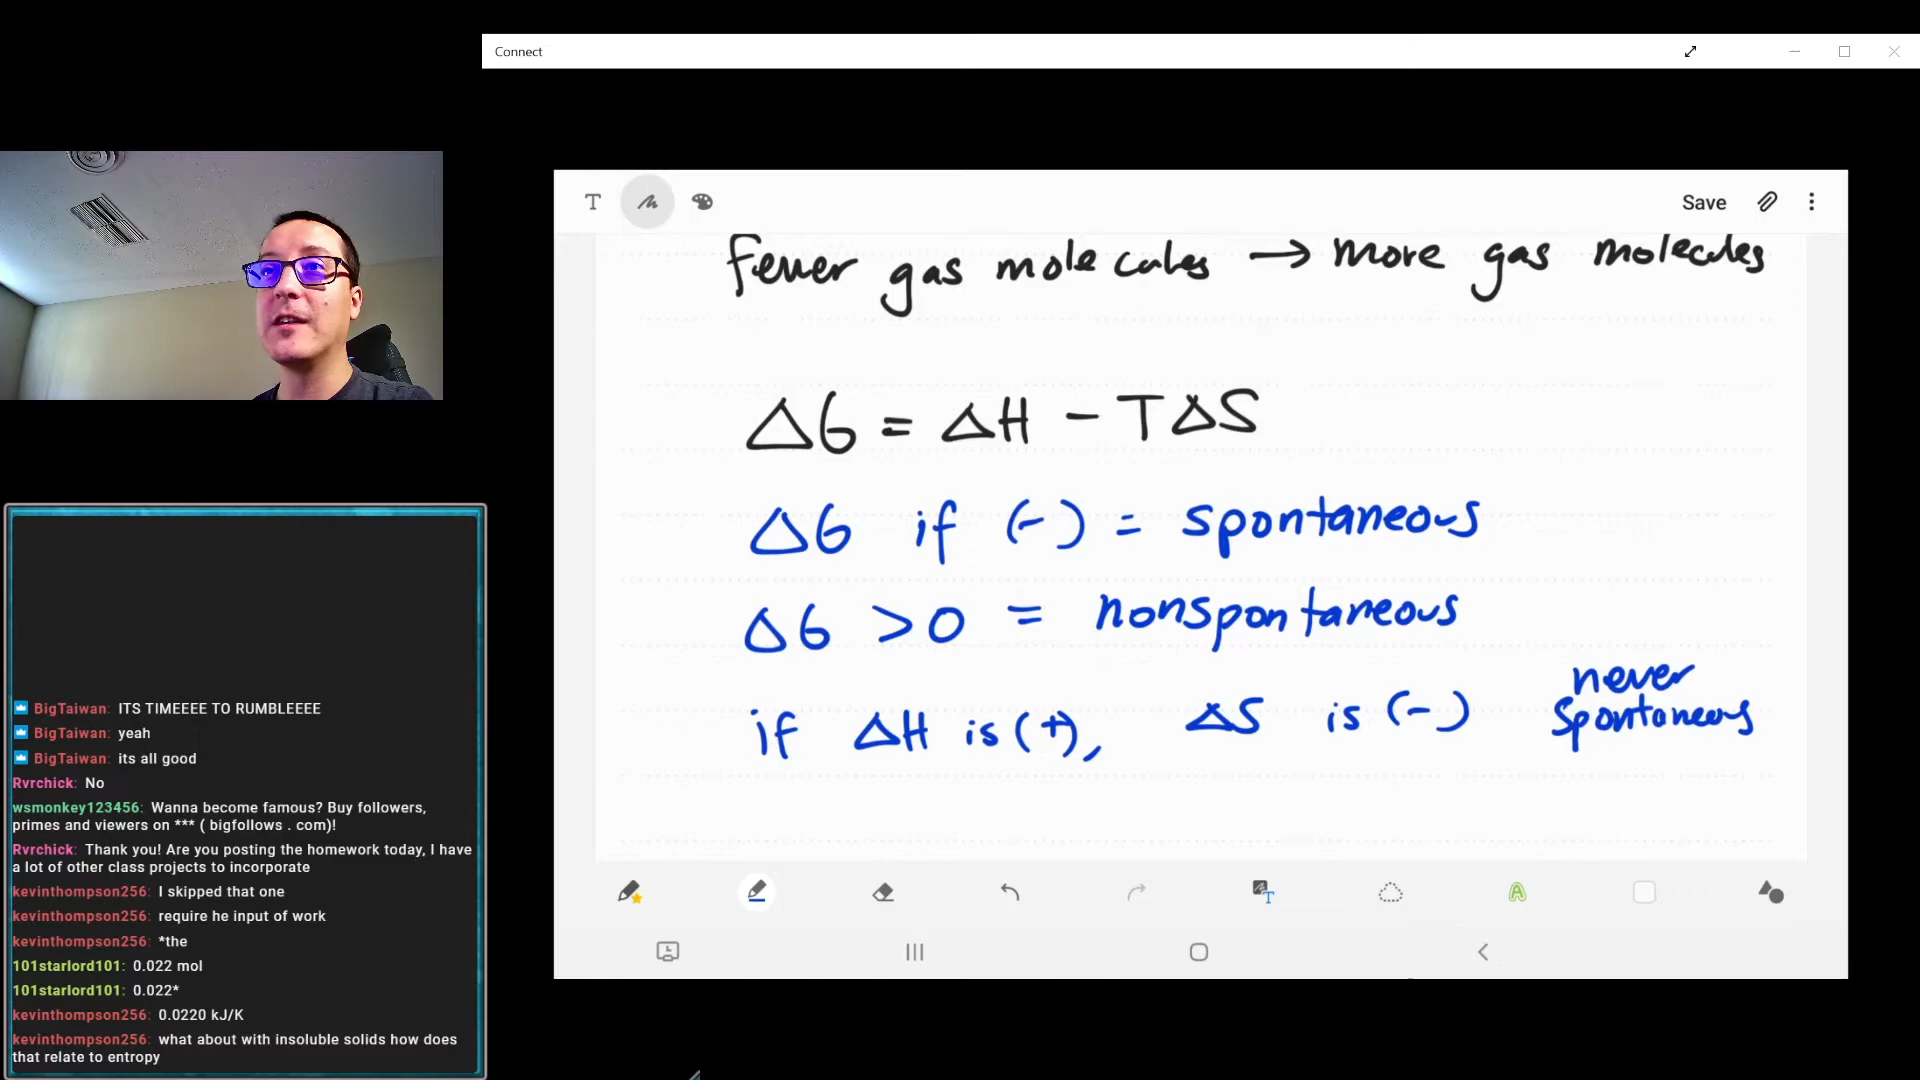 Connect
Save
fewer gas molecules → more gas molecules
ΔG = ΔH - TΔS
ΔG if (-) = spontaneous
ΔG >0 = nonspontaneous
if ΔH is (+), ΔS is (-) never
spontaneous
BigTaiwan: ITS TIMEEEE TO RUMBLEEEE
BigTaiwan: yeah
BigTaiwan: its all good
Rvrchick: No
wsmonkey123456: Wanna become famous? Buy followers,
primes and viewers on *** ( bigfollows . com)!
Rvrchick: Thank you! Are you posting the homework today, I have
a lot of other class projects to incorporate
kevinthompson256: I skipped that one
kevinthompson256: require he input of work
kevinthompson256: *the
101starlord101: 0.022 mol
101starlord101: 0.022*
kevinthompson256: 0.0220 kJ/K
kevinthompson256: what about with insoluble solids how does
that relate to entropy